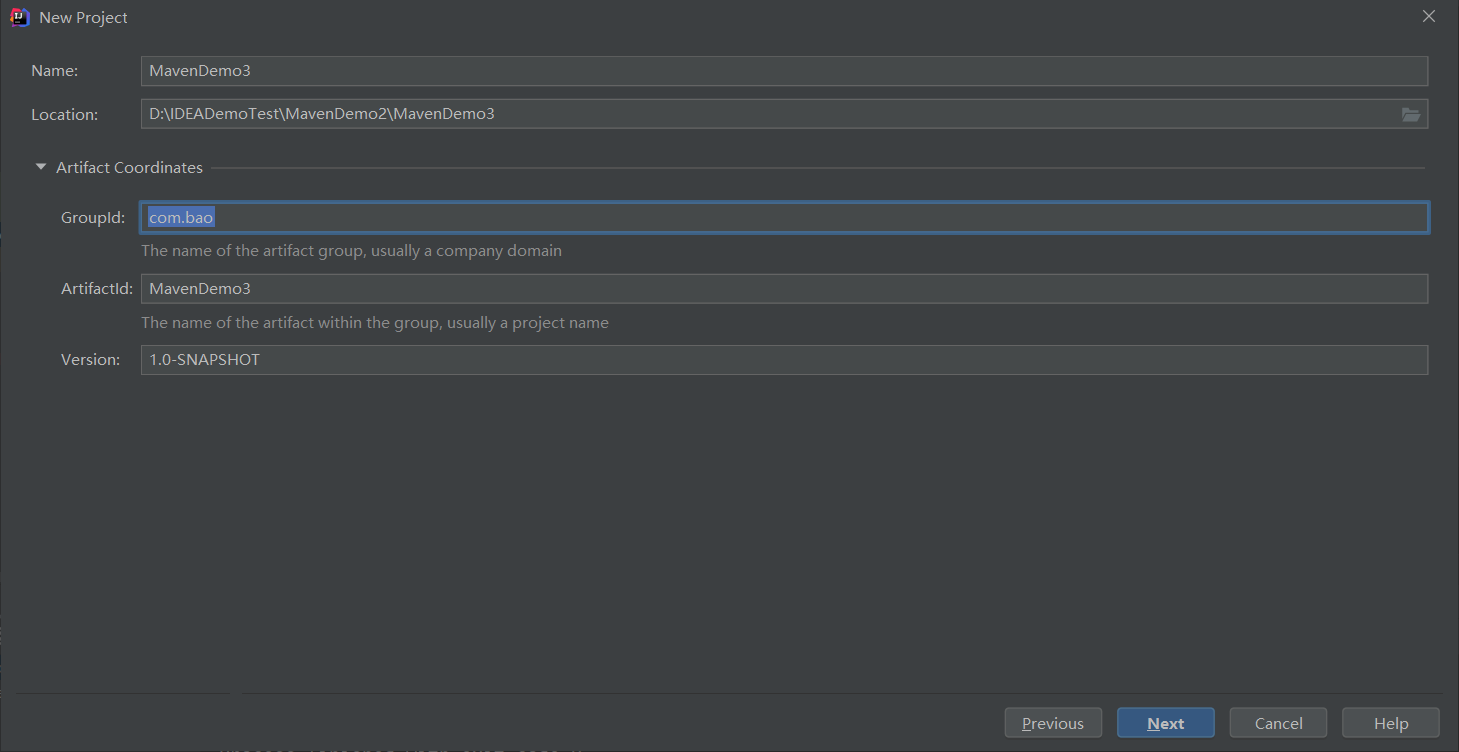 New Project
Name: MavenDemo3
Location: D:\IDEADemoTest\MavenDemo2\MavenDemo3
Artifact Coordinates
GroupId: com.bao
The name of the artifact group, usually a company domain
ArtifactId: MavenDemo3
The name of the artifact within the group, usually a project name
Version: 1.0-SNAPSHOT
Previous Next Cancel Help